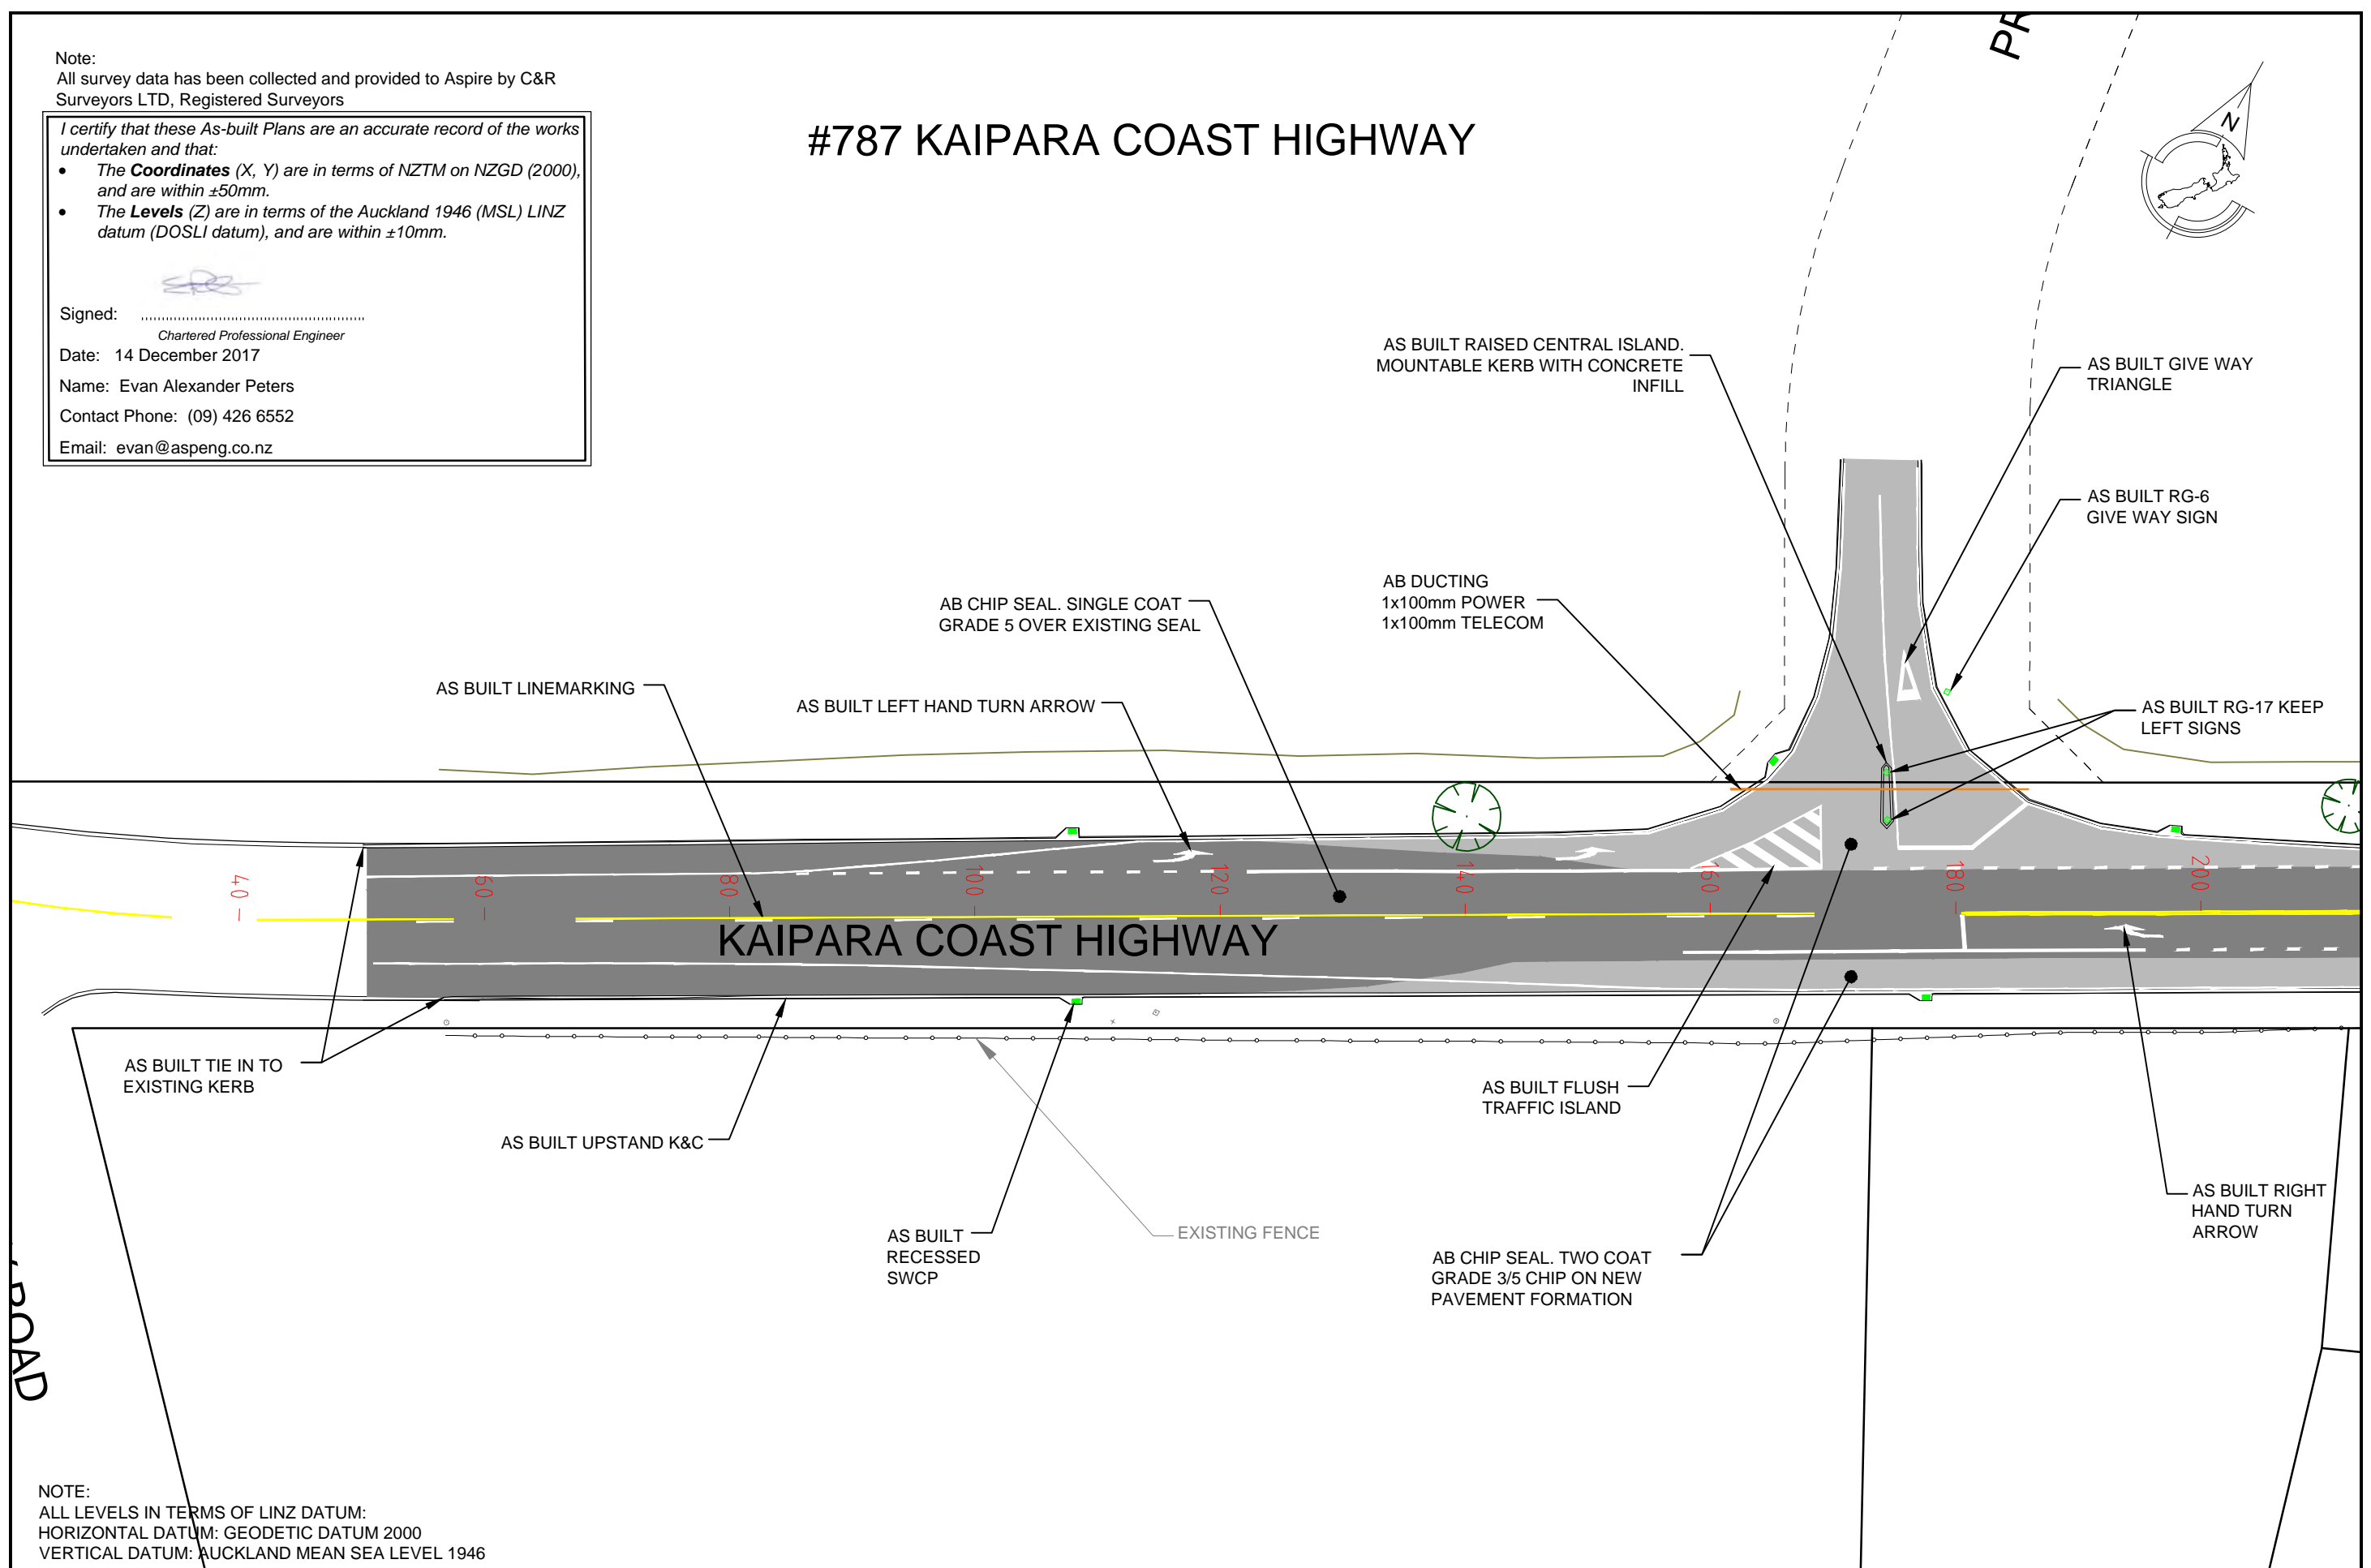 Note:
All survey data has been collected and provided to Aspire by C&R
Surveyors LTD, Registered Surveyors
I certify that these As-built Plans are an accurate record of the works
undertaken and that:
• The Coordinates (X, Y) are in terms of NZTM on NZGD (2000),
and are within ±50mm.
• The Levels (Z) are in terms of the Auckland 1946 (MSL) LINZ
datum (DOSLI datum), and are within ±10mm.
Signed:
Chartered Professional Engineer
Date: 14 December 2017
Name: Evan Alexander Peters
Contact Phone: (09) 426 6552
Email: evan@aspeng.co.nz
#787 KAIPARA COAST HIGHWAY
PR
N
AS BUILT RAISED CENTRAL ISLAND.
MOUNTABLE KERB WITH CONCRETE
INFILL
AS BUILT GIVE WAY
TRIANGLE
AS BUILT RG-6
GIVE WAY SIGN
AB DUCTING
1x100mm POWER
1x100mm TELECOM
AB CHIP SEAL. SINGLE COAT
GRADE 5 OVER EXISTING SEAL
AS BUILT LINEMARKING
AS BUILT LEFT HAND TURN ARROW
AS BUILT RG-17 KEEP
LEFT SIGNS
40
60
80
100
120
140
160
180
200
KAIPARA COAST HIGHWAY
AS BUILT TIE IN TO
EXISTING KERB
AS BUILT UPSTAND K&C
AS BUILT
RECESSED
SWCP
EXISTING FENCE
AS BUILT FLUSH
TRAFFIC ISLAND
AB CHIP SEAL. TWO COAT
GRADE 3/5 CHIP ON NEW
PAVEMENT FORMATION
AS BUILT RIGHT
HAND TURN
ARROW
ROAD
NOTE:
ALL LEVELS IN TERMS OF LINZ DATUM:
HORIZONTAL DATUM: GEODETIC DATUM 2000
VERTICAL DATUM: AUCKLAND MEAN SEA LEVEL 1946